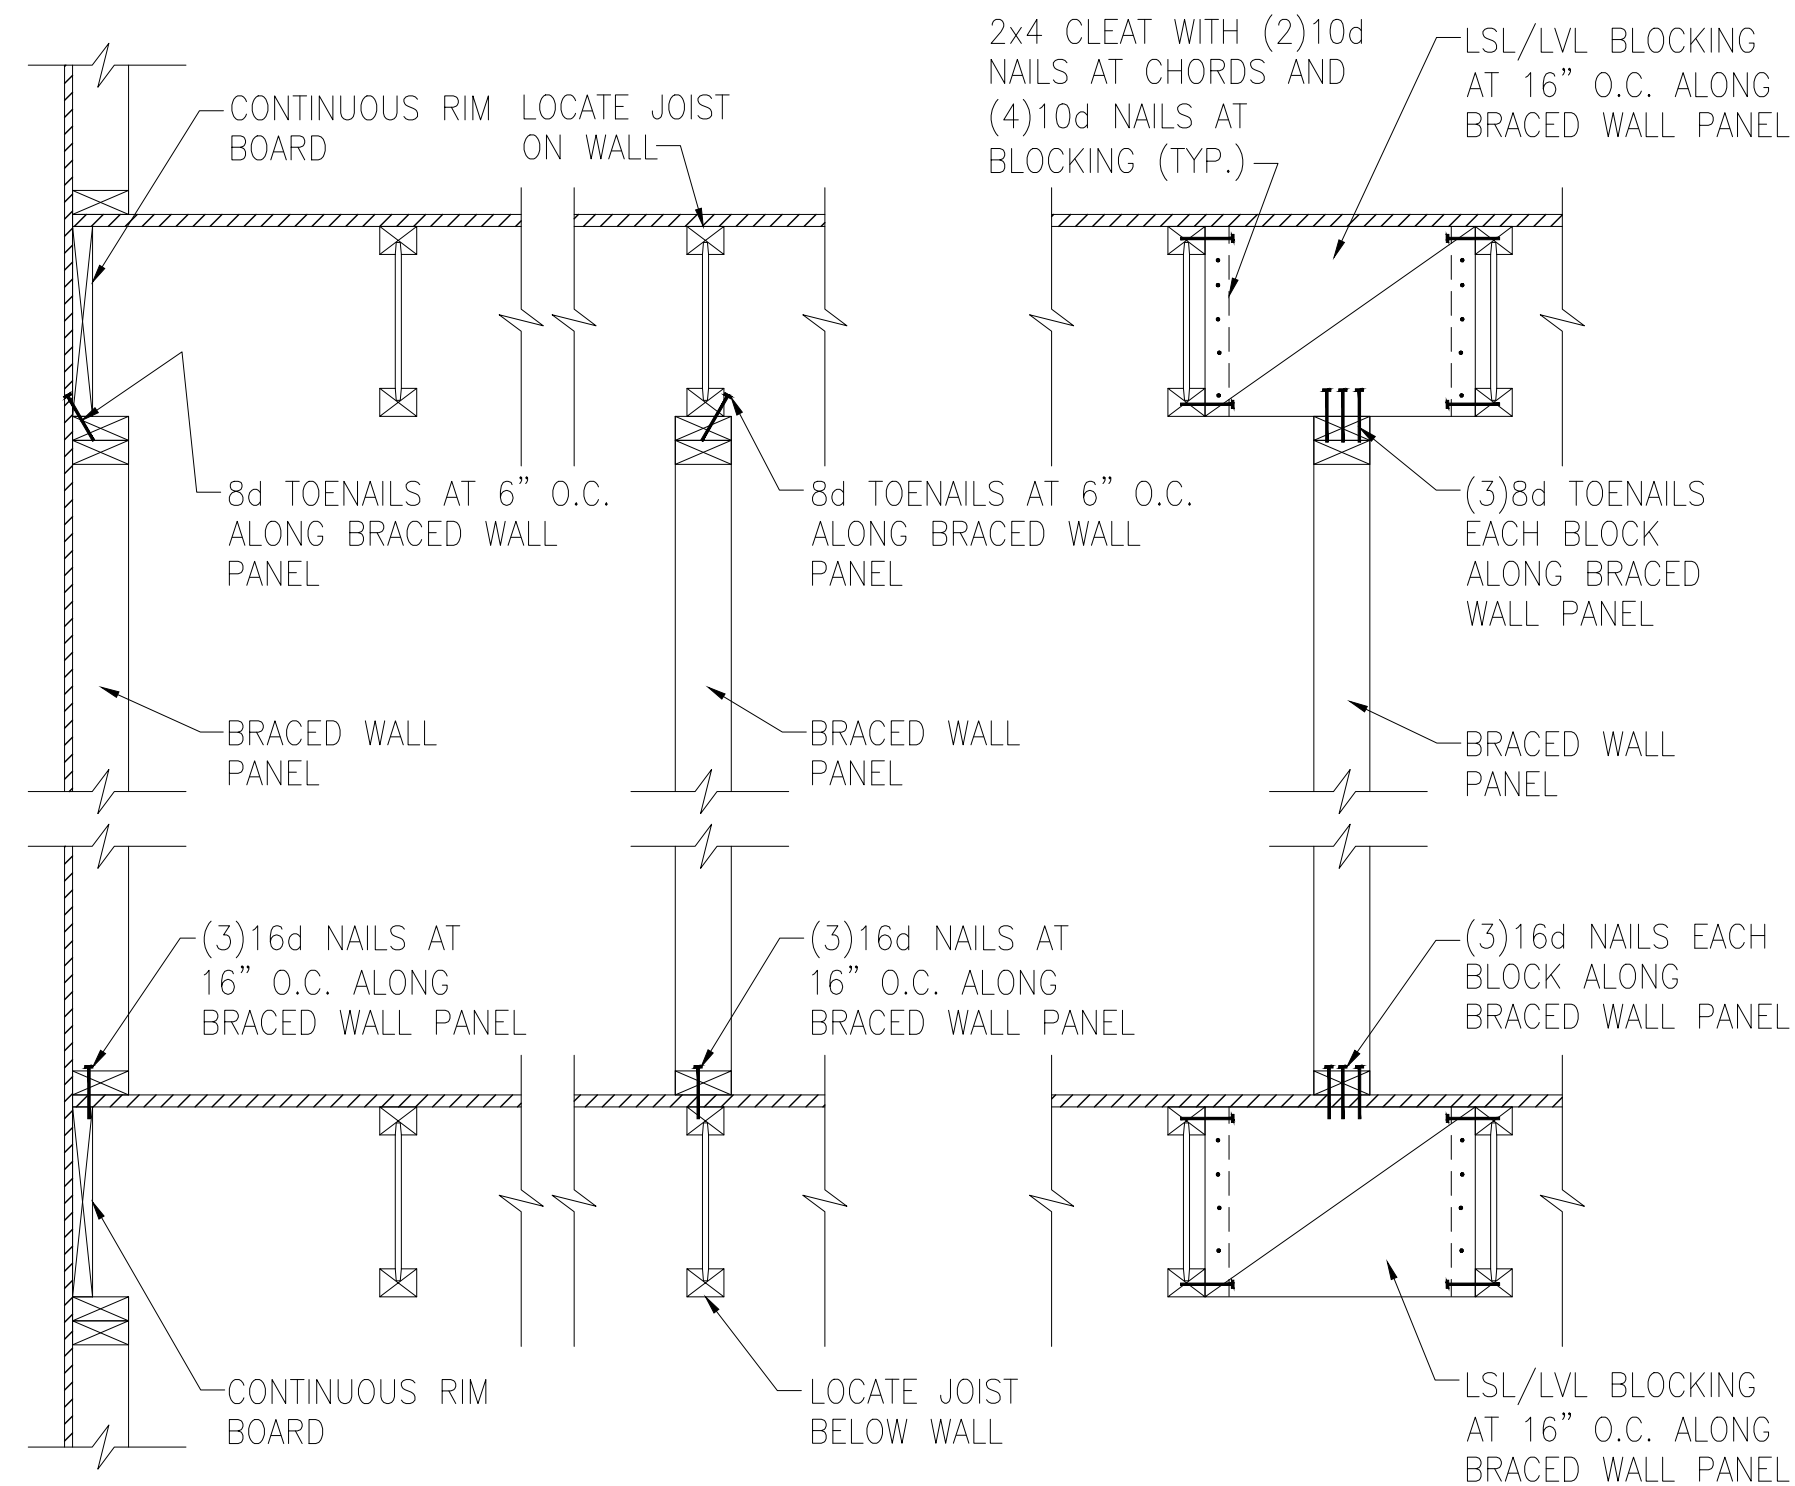 CONTINUOUS RIM
BOARD
LOCATE JOIST
ON WALL
2x4 CLEAT WITH (2)10d
NAILS AT CHORDS AND
(4)10d NAILS AT
BLOCKING (TYP.)
LSL/LVL BLOCKING
AT 16" O.C. ALONG
BRACED WALL PANEL
8d TOENAILS AT 6" O.C.
ALONG BRACED WALL
PANEL
8d TOENAILS AT 6" O.C.
ALONG BRACED WALL
PANEL
(3)8d TOENAILS
EACH BLOCK
ALONG BRACED
WALL PANEL
BRACED WALL
PANEL
BRACED WALL
PANEL
BRACED WALL
PANEL
(3)16d NAILS AT
16" O.C. ALONG
BRACED WALL PANEL
(3)16d NAILS AT
16" O.C. ALONG
BRACED WALL PANEL
(3)16d NAILS EACH
BLOCK ALONG
BRACED WALL PANEL
CONTINUOUS RIM
BOARD
LOCATE JOIST
BELOW WALL
LSL/LVL BLOCKING
AT 16" O.C. ALONG
BRACED WALL PANEL